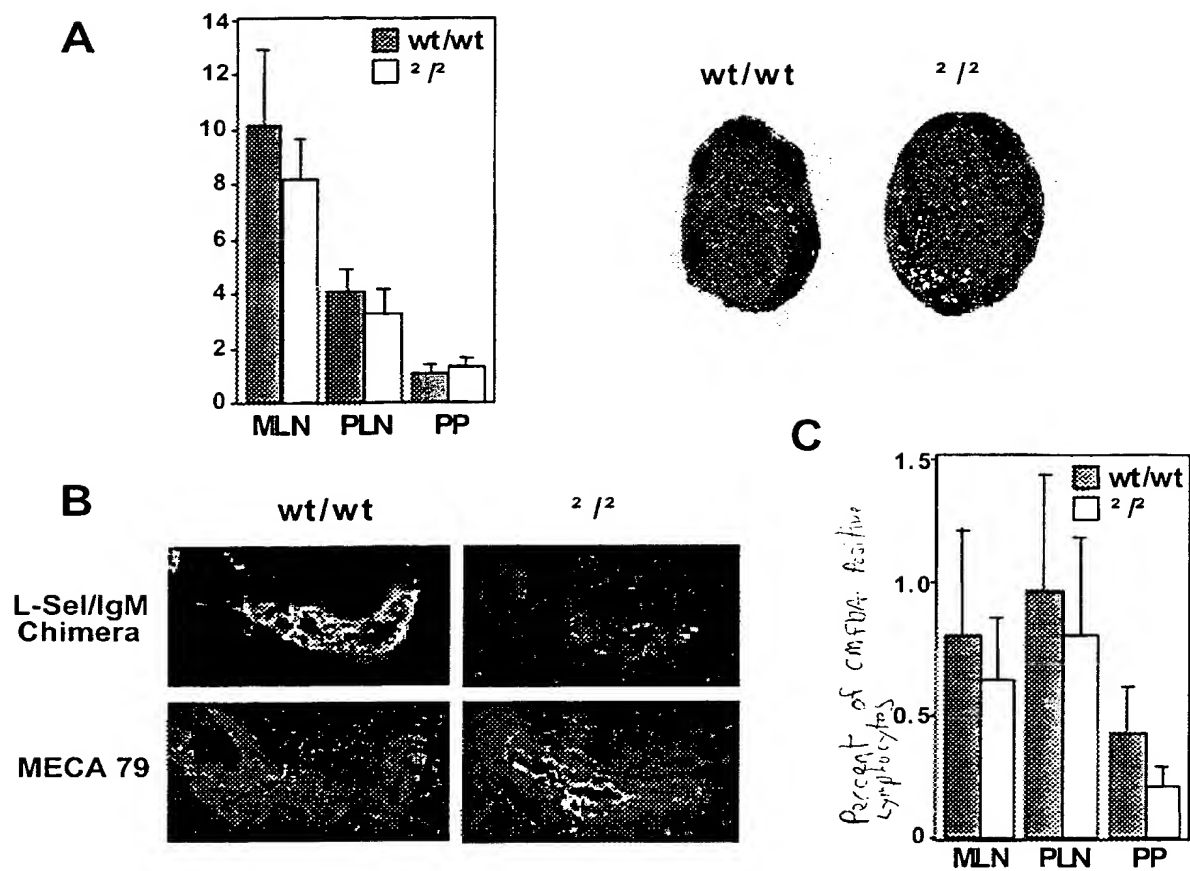 A
14
12
10
8
6
4
2
0
wt/wt
²/²
MLN PLN PP
wt/wt ²/²
B
wt/wt ²/²
L-Sel/IgM
Chimera
MECA 79
C
1.5
1.0
0.5
0
wt/wt
²/²
Percent of CMFDA Positive
Lymphocytes
MLN PLN PP